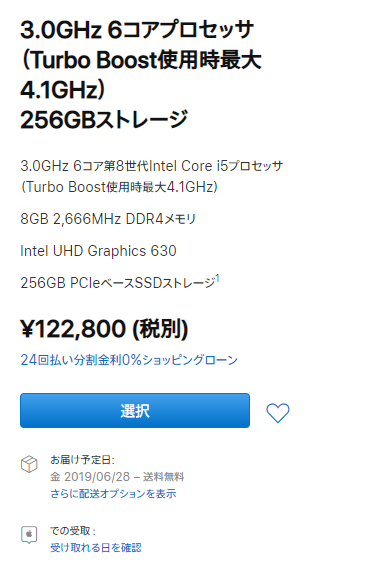 3.0GHz 6コアプロセッサ
（Turbo Boost使用時最大
4.1GHz）
256GBストレージ
3.0GHz 6コア第8世代Intel Core i5プロセッサ
（Turbo Boost使用時最大4.1GHz）
8GB 2,666MHz DDR4メモリ
Intel UHD Graphics 630
256GB PCIeベースSSDストレージ1
¥122,800 (税別)
24回払い分割金利0%ショッピングローン
選択
お届け予定日:
金 2019/06/28 – 送料無料
さらに配送オプションを表示
での受取 :
受け取れる日を確認